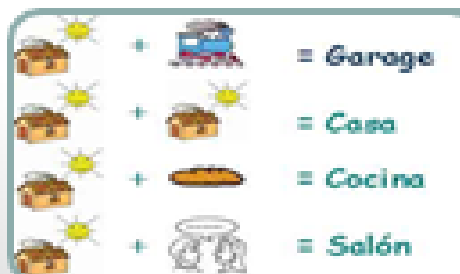 + = Garage
+ = Casa
+ = Cocina
+ = Salón